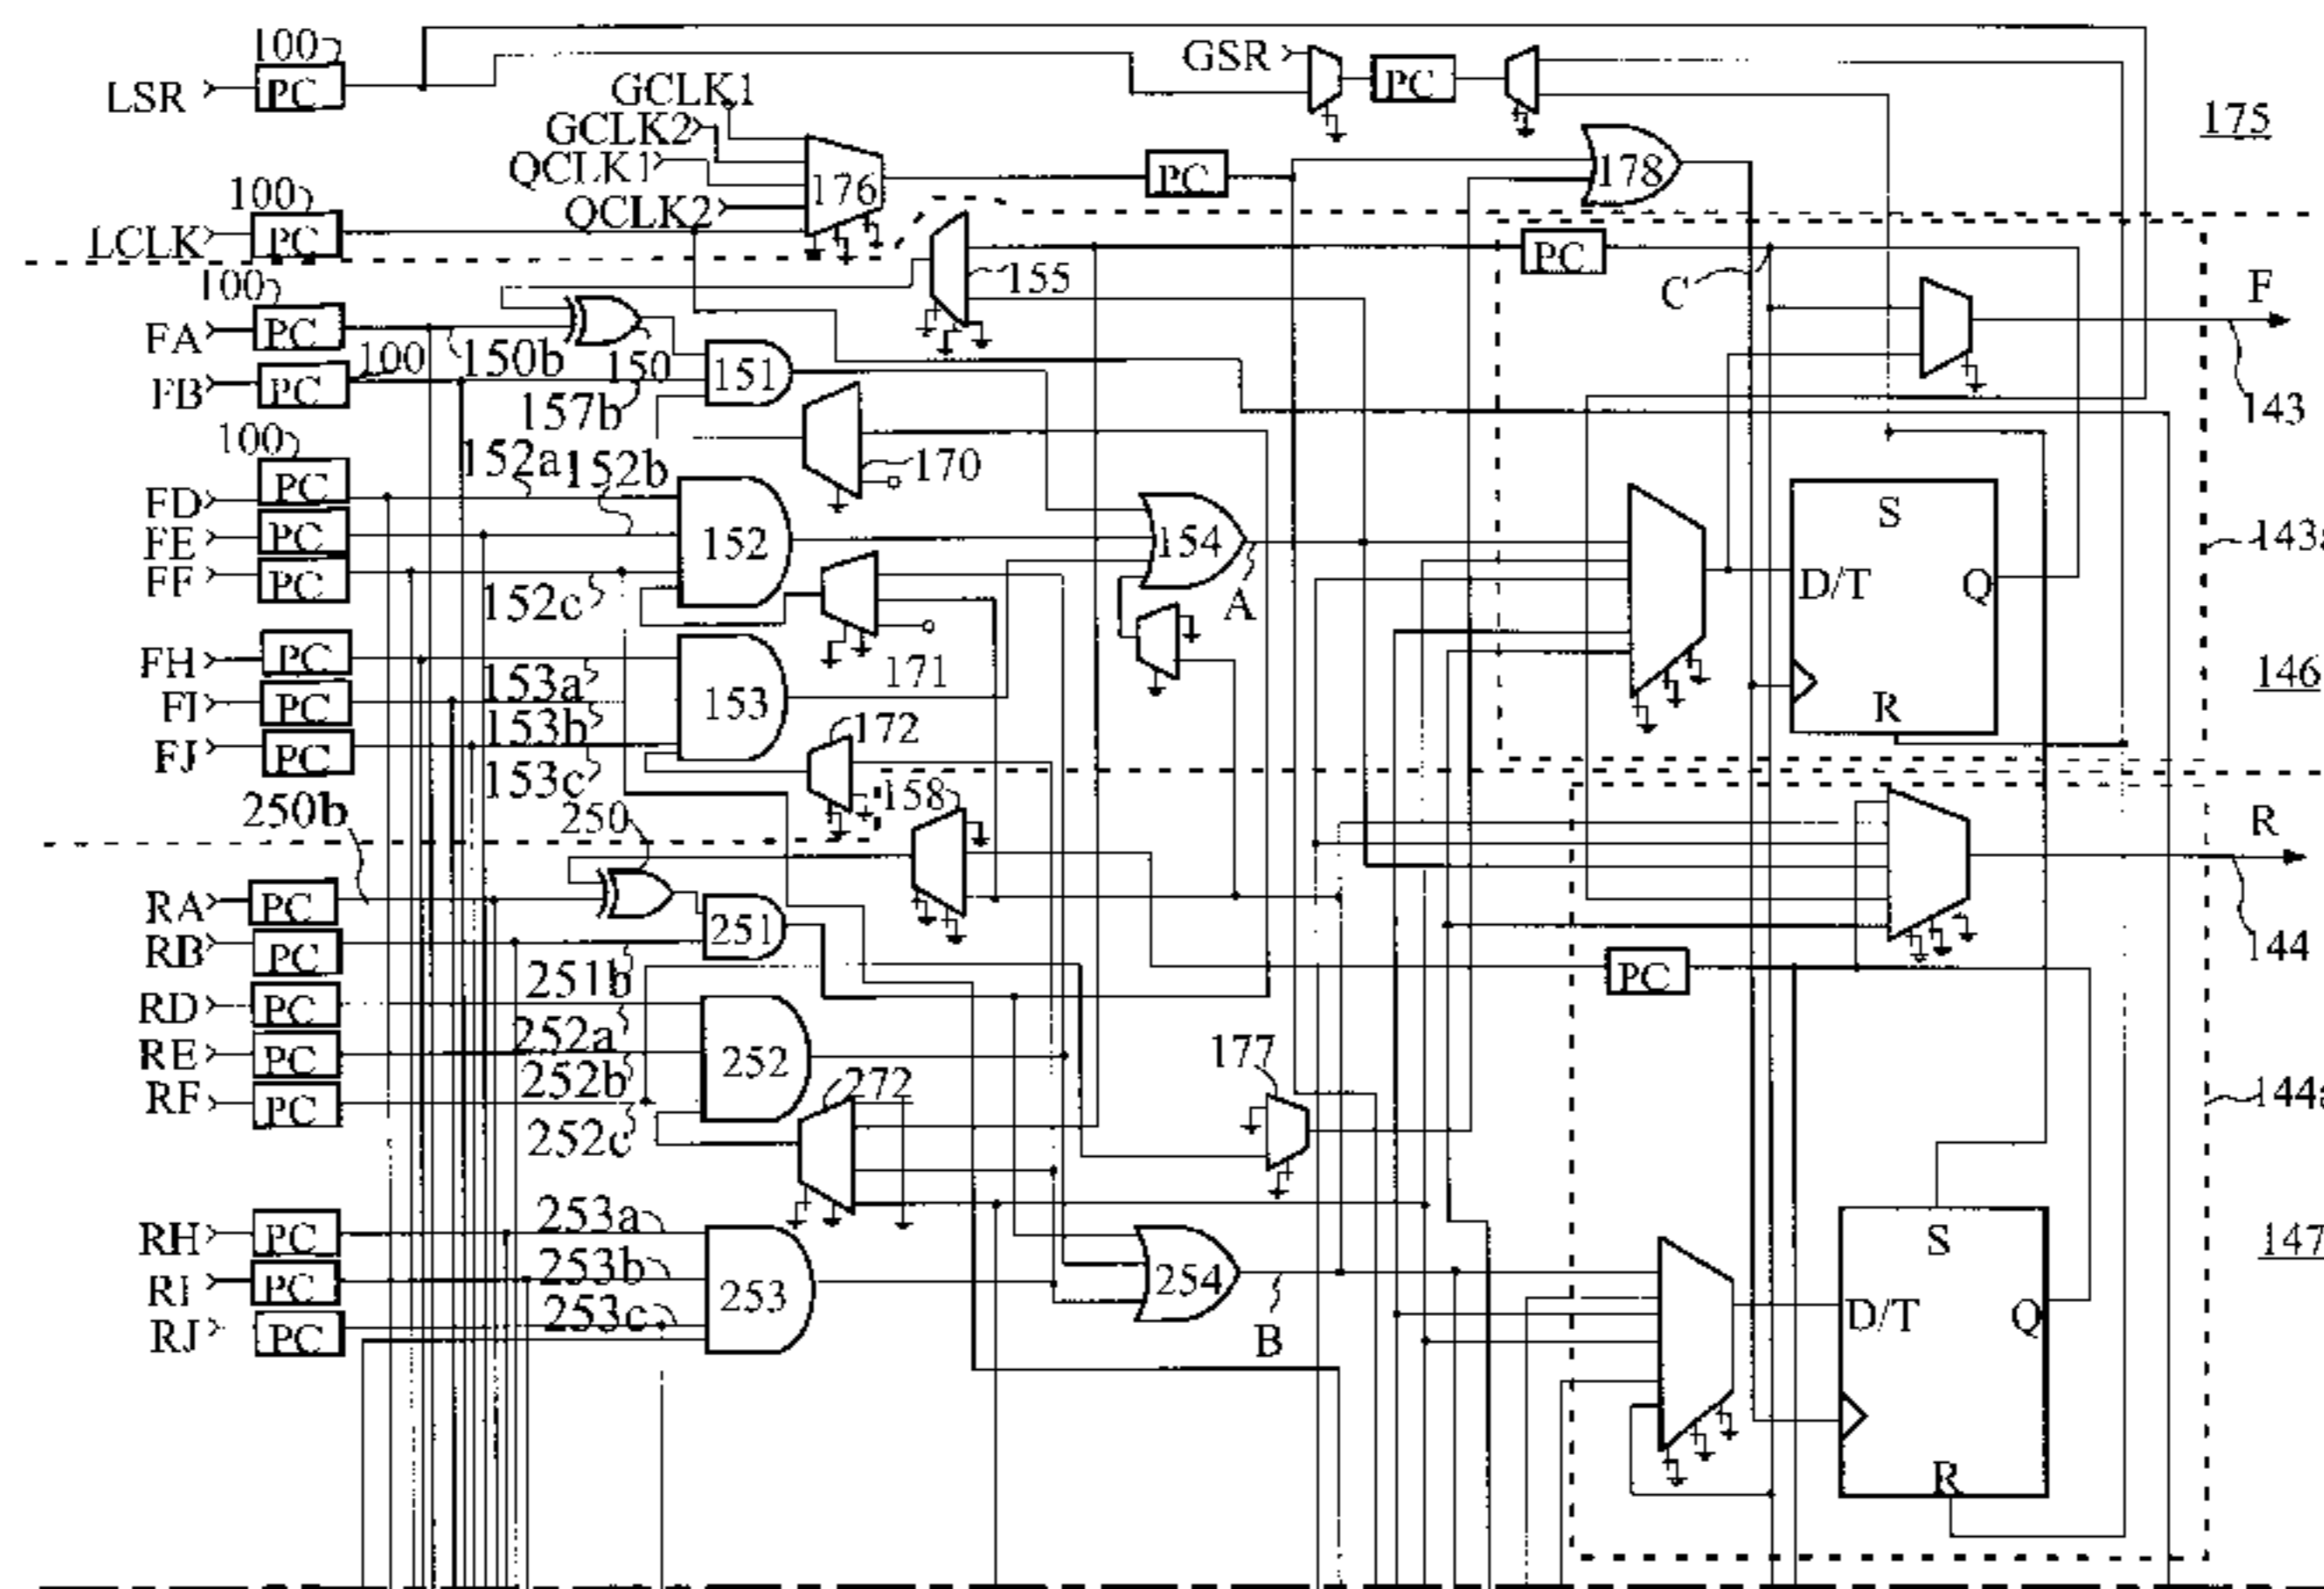 100
LSR PC
GSR PC
175
GCLK1
GCLK2
QCLK1
QCLK2
176
PC
178
100
LCLK PC
155
PC
C
F
100
FA PC
150b
150
FB PC
100
151
157b
143
100
152a
152b
170
FD PC
FE PC
FF PC
152
152c
154
A
S
D/T
Q
R
143a
171
FH PC
FI PC
FJ PC
153a
153b
153c
153
172
146
250b
250
158
R
RA PC
RB PC
251
251b
144
PC
RD PC
RE PC
RF PC
252a
252b
252c
252
272
177
144a
RH PC
RI PC
RJ PC
253a
253b
253c
253
254
B
S
D/T
Q
R
147